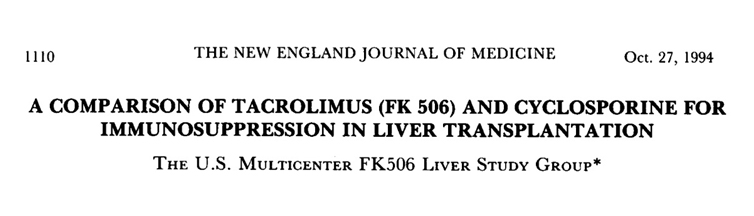 1110 THE NEW ENGLAND JOURNAL OF MEDICINE Oct. 27, 1994
A COMPARISON OF TACROLIMUS (FK 506) AND CYCLOSPORINE FOR
IMMUNOSUPPRESSION IN LIVER TRANSPLANTATION
THE U.S. MULTICENTER FK506 LIVER STUDY GROUP*